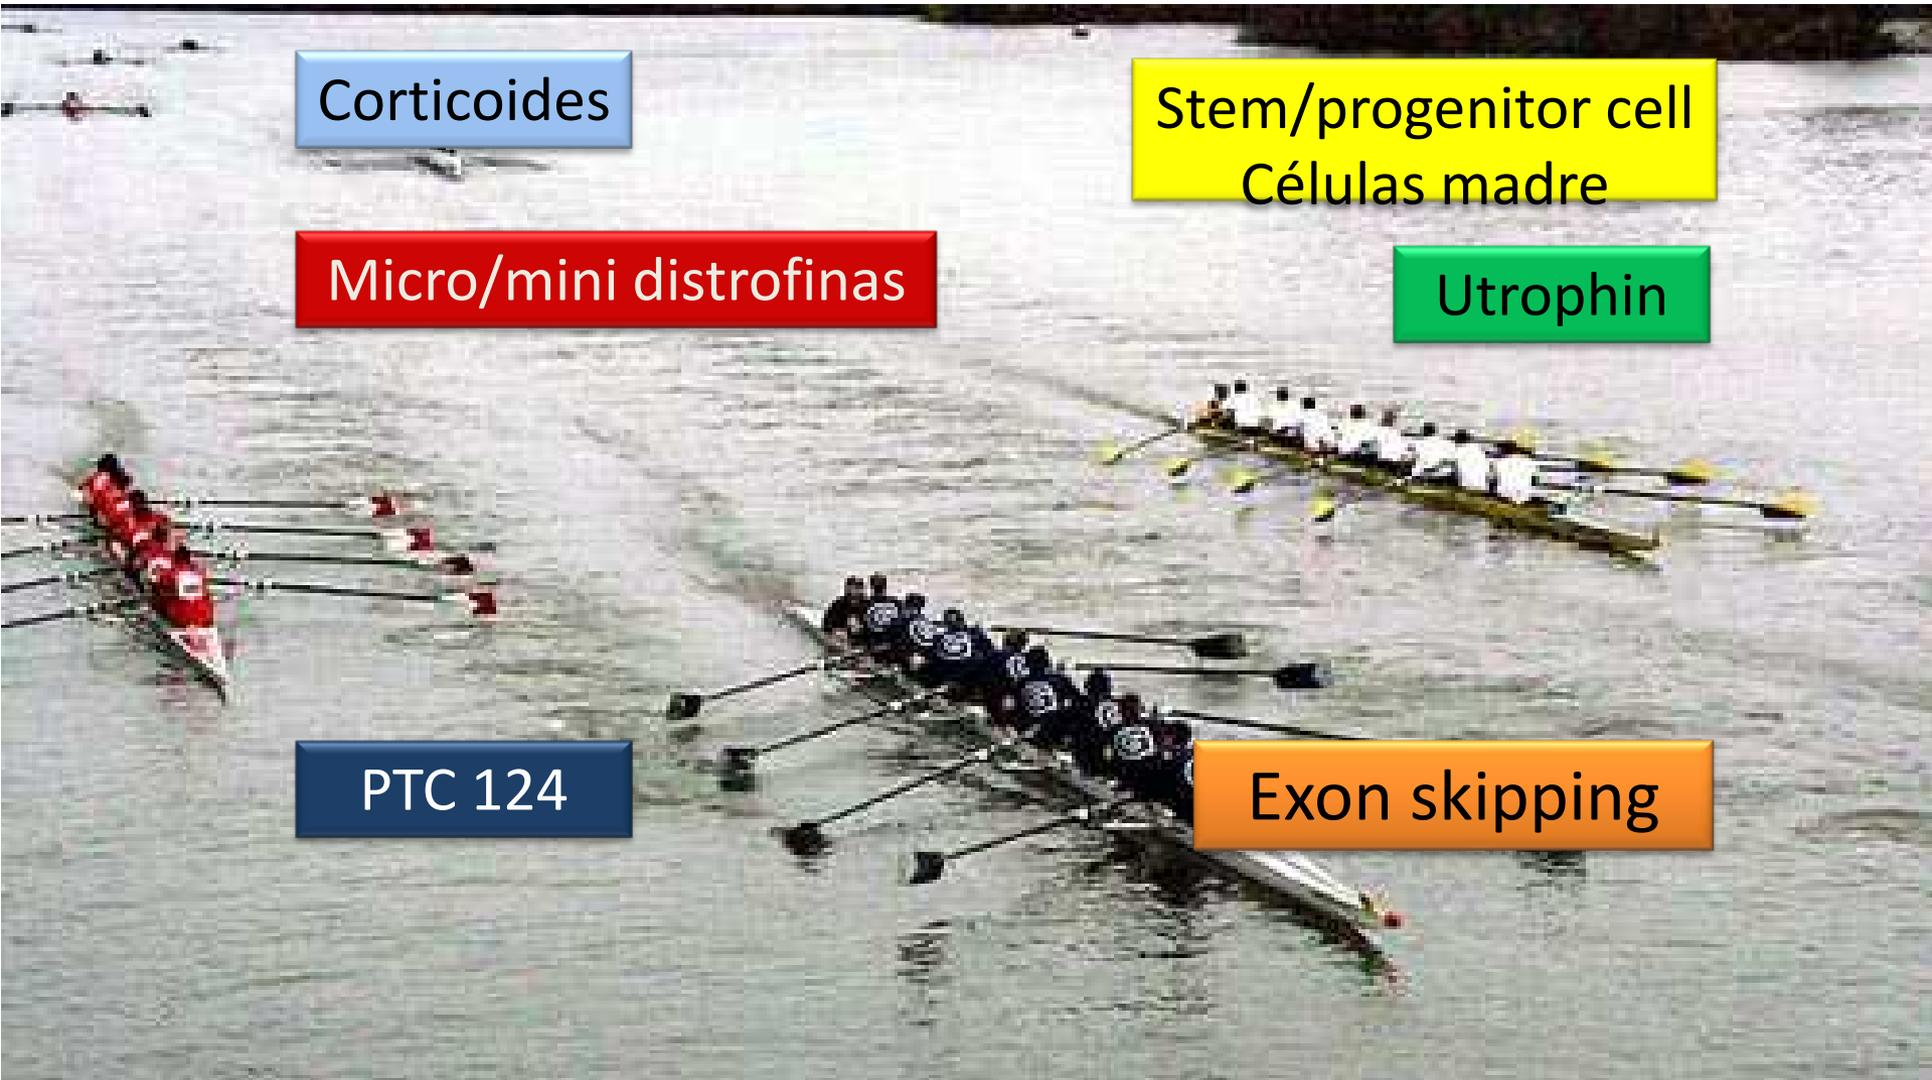 Corticoides
Stem/progenitor cell
Células madre
Micro/mini distrofinas
Utrophin
PTC 124
Exon skipping